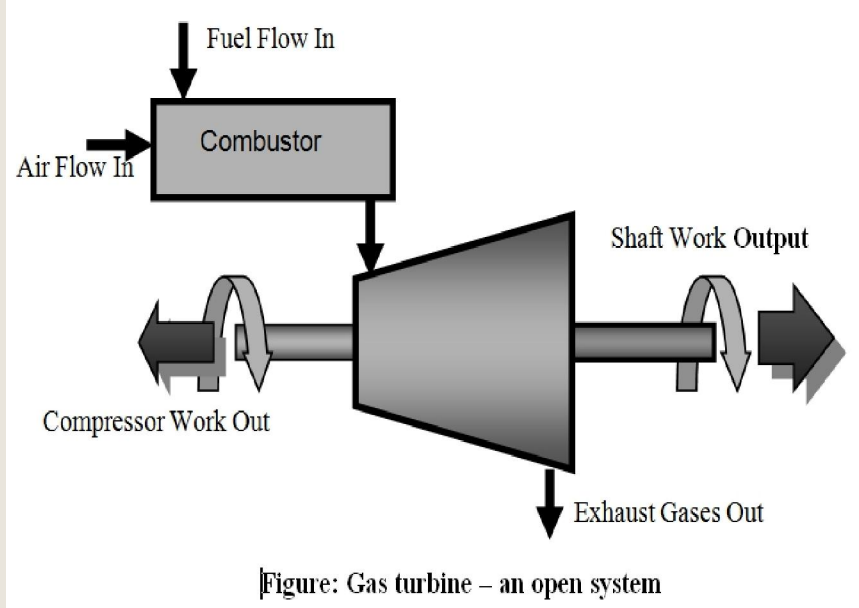 Fuel Flow In
Combustor
Air Flow In
Shaft Work Output
Compressor Work Out
Exhaust Gases Out
Figure: Gas turbine – an open system